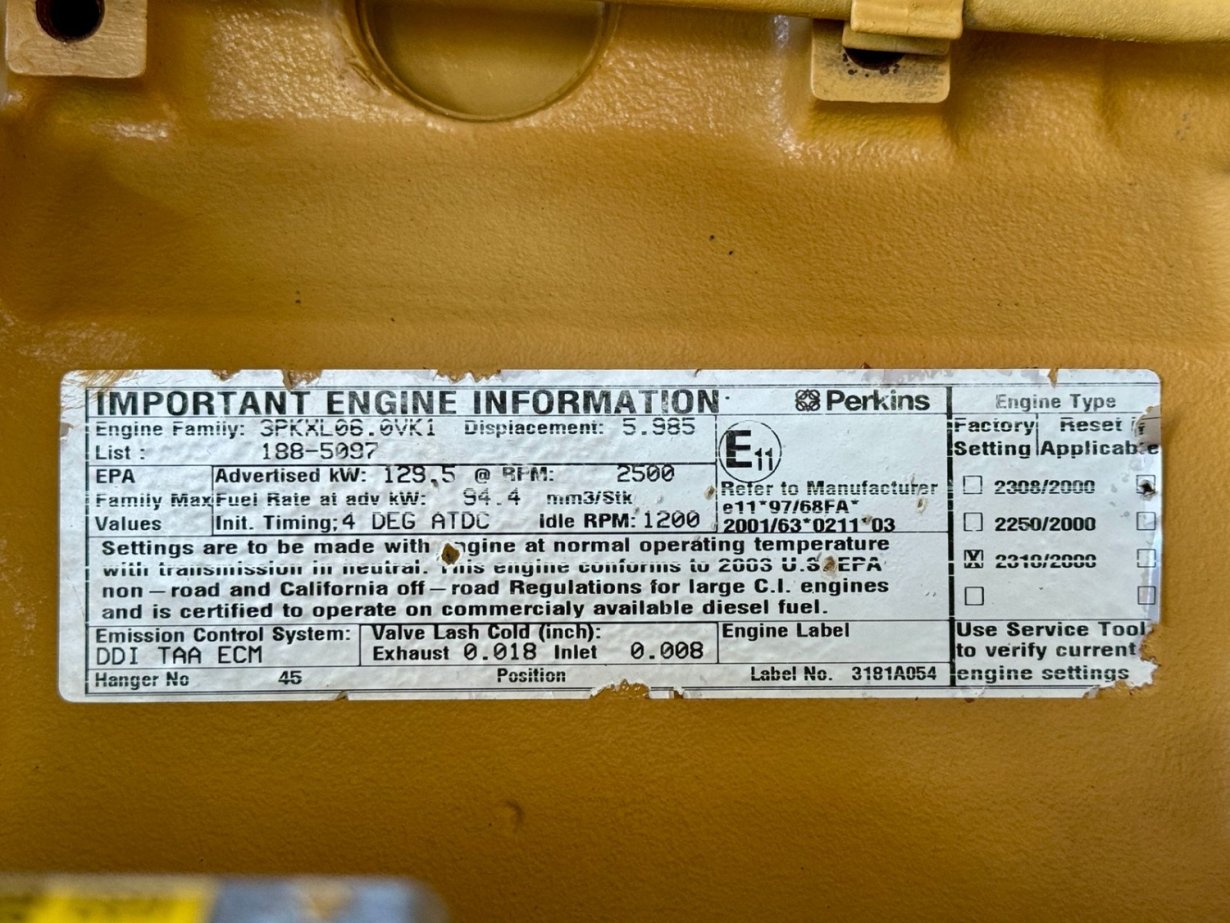 IMPORTANT ENGINE INFORMATION
Perkins
Engine Family: 3PKXL06.0VK1 Displacement: 5.985
List : 188-5097
E11
EPA
Family Max
Values
Advertised kW: 129.5 @ RPM: 2500
Fuel Rate at adv kW: 94.4 mm3/Stk
Init. Timing; 4 DEG ATDC Idle RPM: 1200
Refer to Manufacturer
e11*97/68FA*
2001/63*0211*03
Settings are to be made with engine at normal operating temperature
with transmission in neutral. This engine conforms to 2003 U.S. EPA
non-road and California off-road Regulations for large C.I. engines
and is certified to operate on commercialy available diesel fuel.
Emission Control System:
DDI TAA ECM
Valve Lash Cold (inch):
Exhaust 0.018 Inlet 0.008
Engine Label
Hanger No 45 Position Label No. 3181A054
Engine Type
Factory Reset
Setting Applicable
2308/2000
2250/2000
2310/2000
Use Service Tool
to verify current
engine settings